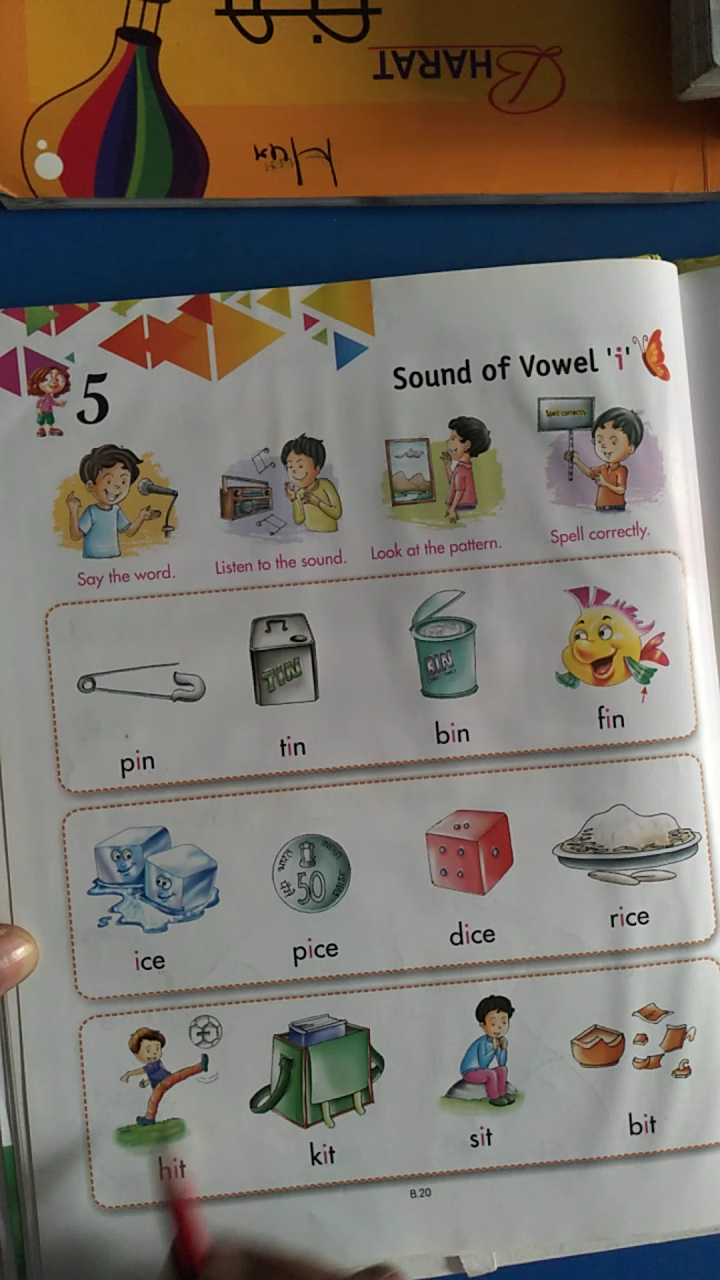 BHARAT
5
Sound of Vowel 'i'
Spell correctly
Say the word.
Listen to the sound.
Look at the pattern.
Spell correctly.
TIN
BIN
pin
tin
bin
fin
50
ice
pice
dice
rice
hit
kit
sit
bit
B.20